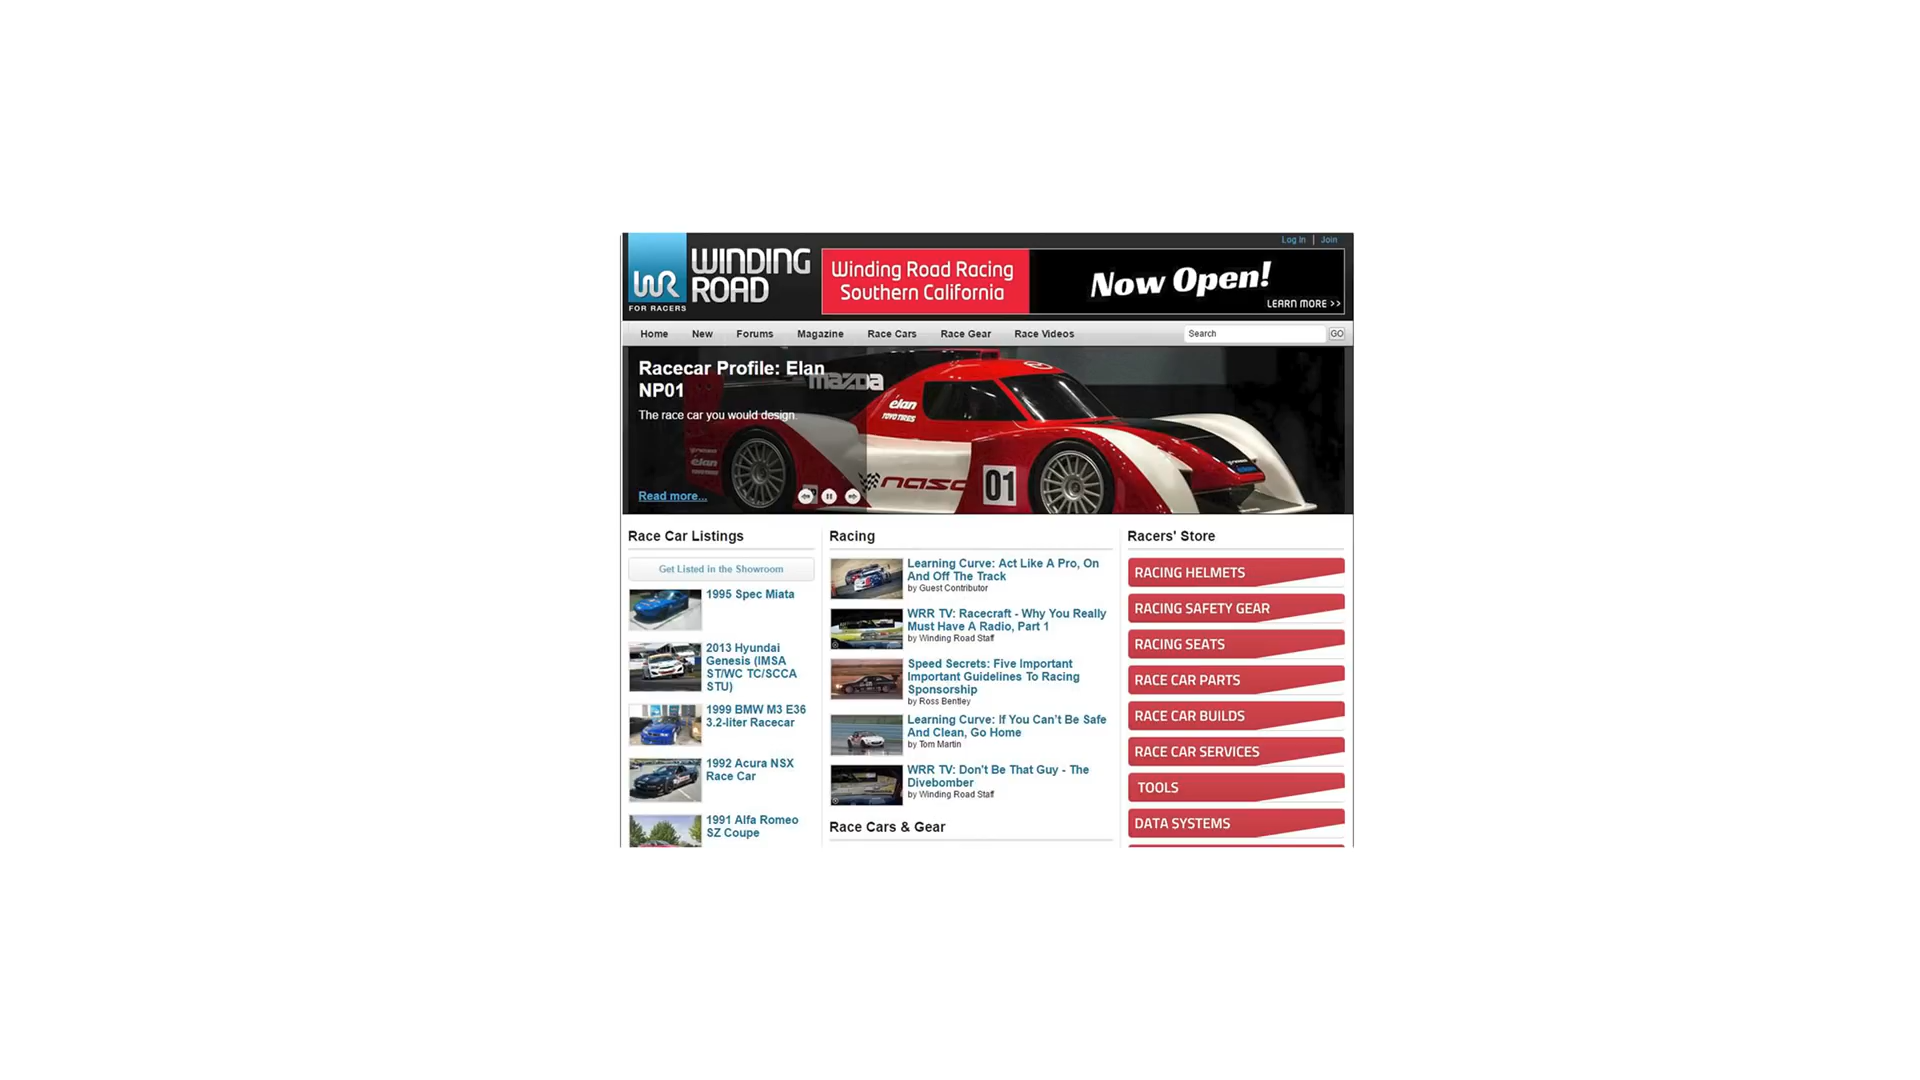 Log In | Join
WR
FOR RACERS
WINDING
ROAD
Winding Road Racing
Southern California
Now Open!
LEARN MORE >>
Home New Forums Magazine Race Cars Race Gear Race Videos Search GO
Racecar Profile: Elan
NP01
The race car you would design.
Read more...
mazda
élan
TOYO TIRES
élan
nasa
01
Race Car Listings
Get Listed in the Showroom
1995 Spec Miata
2013 Hyundai
Genesis (IMSA
ST/WC TC/SCCA
STU)
1999 BMW M3 E36
3.2-liter Racecar
1992 Acura NSX
Race Car
1991 Alfa Romeo
SZ Coupe
Racing
Learning Curve: Act Like A Pro, On
And Off The Track
by Guest Contributor
WRR TV: Racecraft - Why You Really
Must Have A Radio, Part 1
by Winding Road Staff
Speed Secrets: Five Important
Important Guidelines To Racing
Sponsorship
by Ross Bentley
Learning Curve: If You Can't Be Safe
And Clean, Go Home
by Tom Martin
WRR TV: Don't Be That Guy - The
Divebomber
by Winding Road Staff
Race Cars & Gear
Racers' Store
RACING HELMETS
RACING SAFETY GEAR
RACING SEATS
RACE CAR PARTS
RACE CAR BUILDS
RACE CAR SERVICES
TOOLS
DATA SYSTEMS